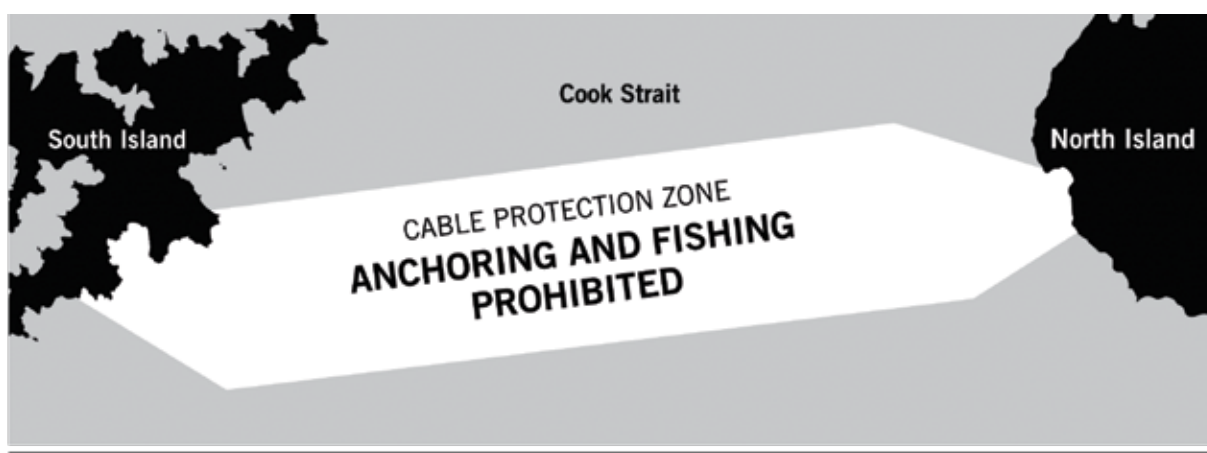 Cook Strait
South Island
North Island
CABLE PROTECTION ZONE
ANCHORING AND FISHING
PROHIBITED